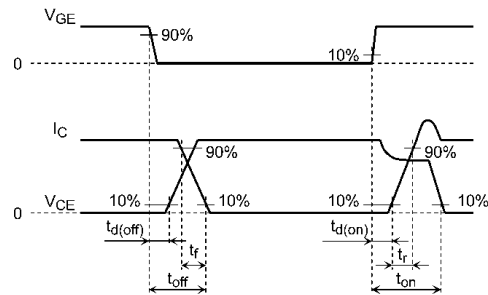 VGE
90%
0
10%
IC
90%
90%
VCE
10%
10%
10%
10%
0
td(off)
td(on)
tf
tr
toff
ton